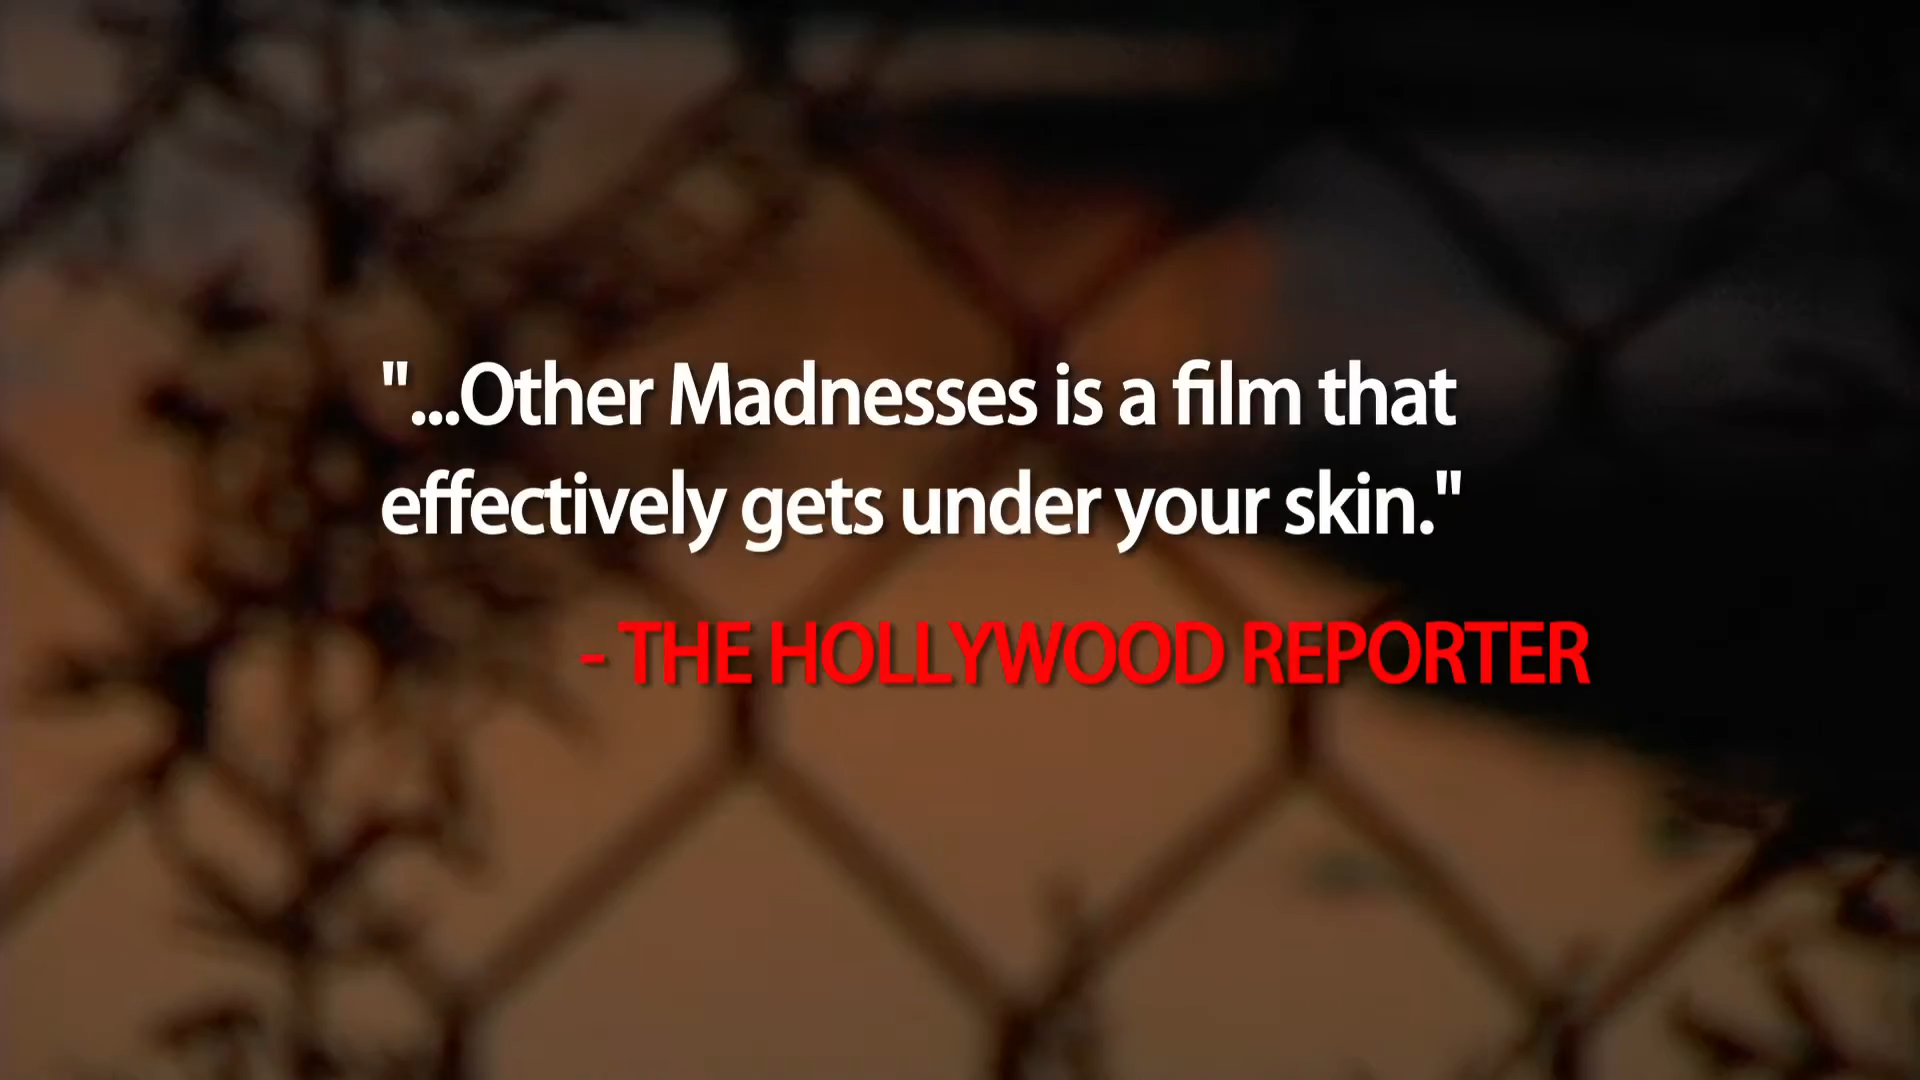 "...Other Madnesses is a film that
effectively gets under your skin."
- THE HOLLYWOOD REPORTER